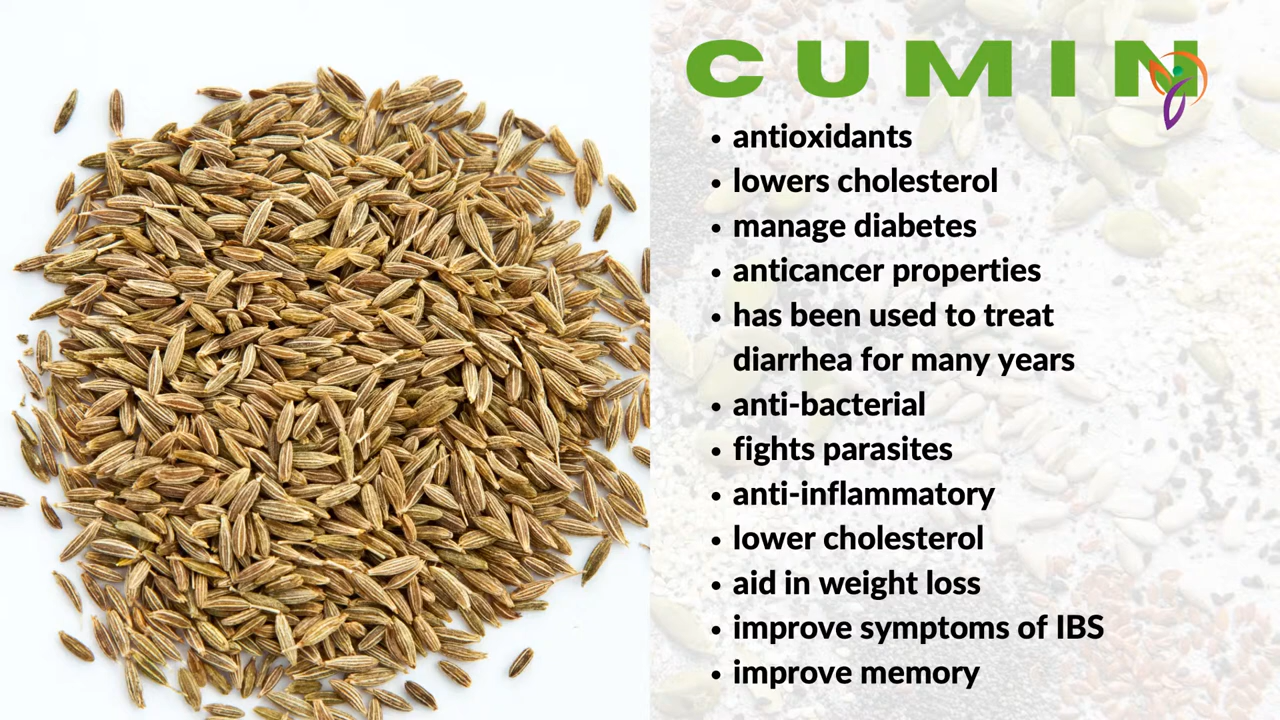 CUMIN
• antioxidants
• lowers cholesterol
• manage diabetes
• anticancer properties
• has been used to treat
diarrhea for many years
• anti-bacterial
• fights parasites
• anti-inflammatory
• lower cholesterol
• aid in weight loss
• improve symptoms of IBS
• improve memory